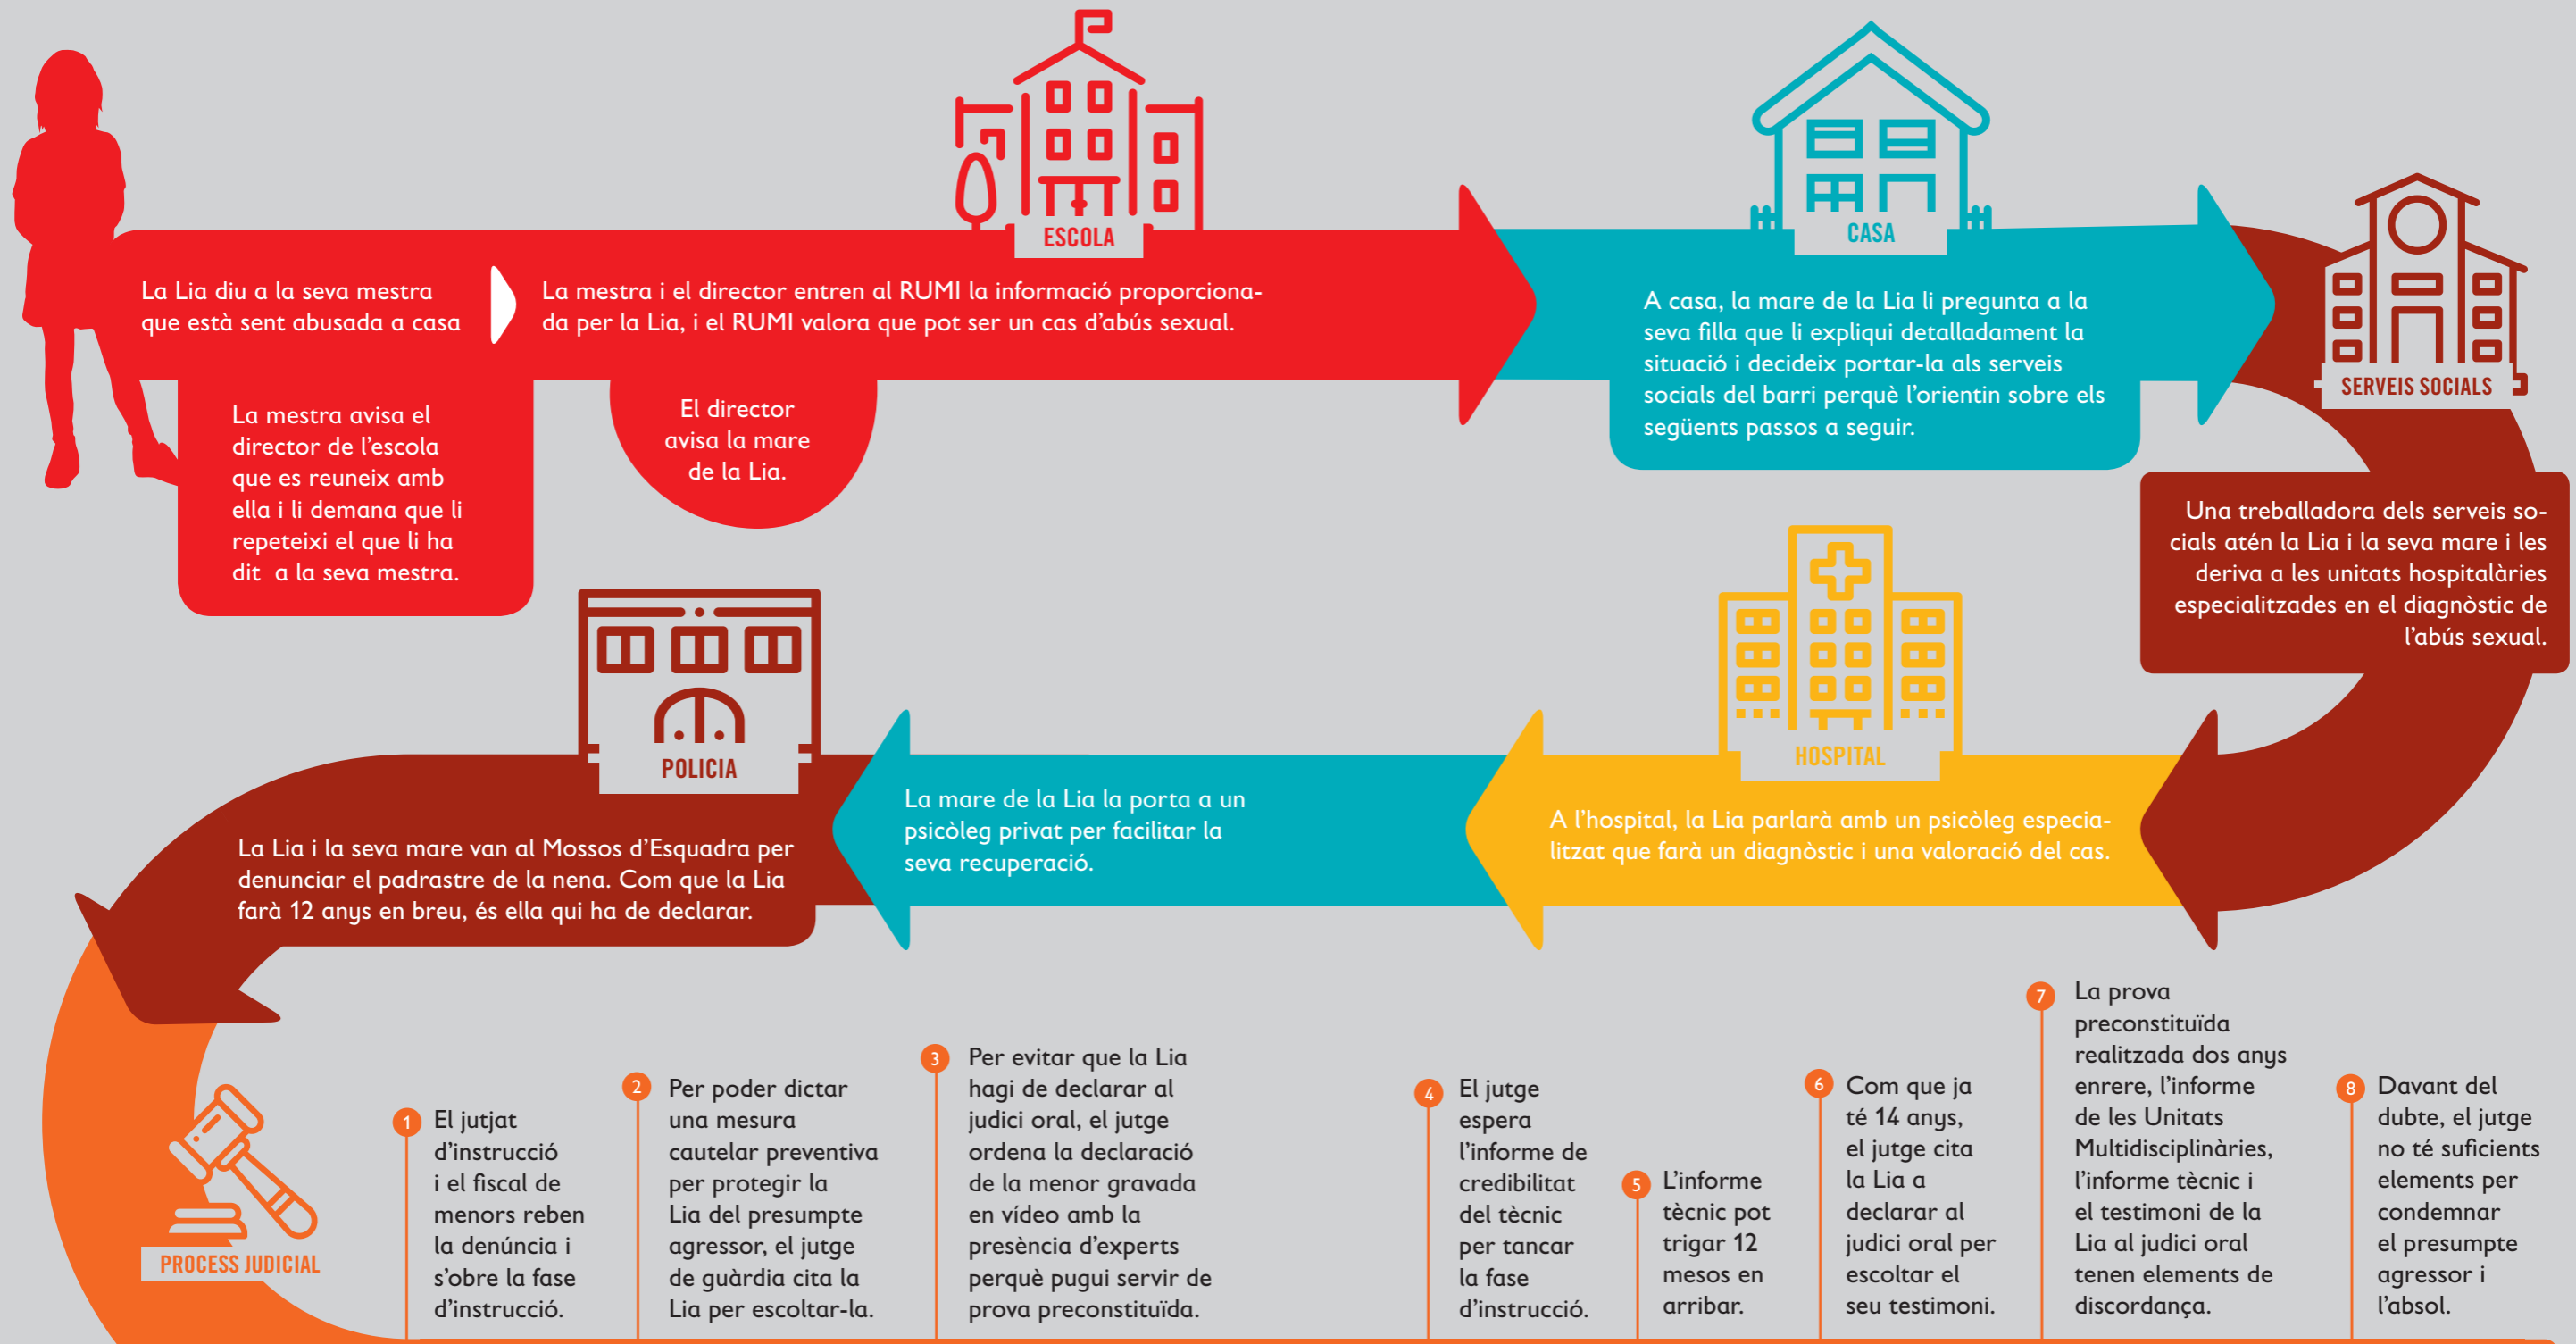 ESCOLA
La Lia diu a la seva mestra
que està sent abusada a casa
La mestra avisa el
director de l'escola
que es reuneix amb
ella i li demana que li
repeteixi el que li ha
dit a la seva mestra.
La mestra i el director entren al RUMI la informació proporciona-
da per la Lia, i el RUMI valora que pot ser un cas d'abús sexual.
El director
avisa la mare
de la Lia.
CASA
A casa, la mare de la Lia li pregunta a la
seva filla que li expliqui detalladament la
situació i decideix portar-la als serveis
socials del barri perquè l'orientin sobre els
següents passos a seguir.
SERVEIS SOCIALS
Una treballadora dels serveis so-
cials atén la Lia i la seva mare i les
deriva a les unitats hospitalàries
especialitzades en el diagnòstic de
l'abús sexual.
HOSPITAL
A l'hospital, la Lia parlarà amb un psicòleg especia-
litzat que farà un diagnòstic i una valoració del cas.
La mare de la Lia la porta a un
psicòleg privat per facilitar la
seva recuperació.
POLICIA
La Lia i la seva mare van al Mossos d'Esquadra per
denunciar el padrastre de la nena. Com que la Lia
farà 12 anys en breu, és ella qui ha de declarar.
PROCESS JUDICIAL
1
El jutjat
d'instrucció
i el fiscal de
menors reben
la denúncia i
s'obre la fase
d'instrucció.
2
Per poder dictar
una mesura
cautelar preventiva
per protegir la
Lia del presumpte
agressor, el jutge
de guàrdia cita la
Lia per escoltar-la.
3
Per evitar que la Lia
hagi de declarar al
judici oral, el jutge
ordena la declaració
de la menor gravada
en vídeo amb la
presència d'experts
perquè pugui servir de
prova preconstituïda.
4
El jutge
espera
l'informe de
credibilitat
del tècnic
per tancar
la fase
d'instrucció.
5
L'informe
tècnic pot
trigar 12
mesos en
arribar.
6
Com que ja
té 14 anys,
el jutge cita
la Lia a
declarar al
judici oral per
escoltar el
seu testimoni.
7
La prova
preconstituïda
realitzada dos anys
enrere, l'informe
de les Unitats
Multidisciplinàries,
l'informe tècnic i
el testimoni de la
Lia al judici oral
tenen elements de
discordança.
8
Davant del
dubte, el jutge
no té suficients
elements per
condemnar
el presumpte
agressor i
l'absol.